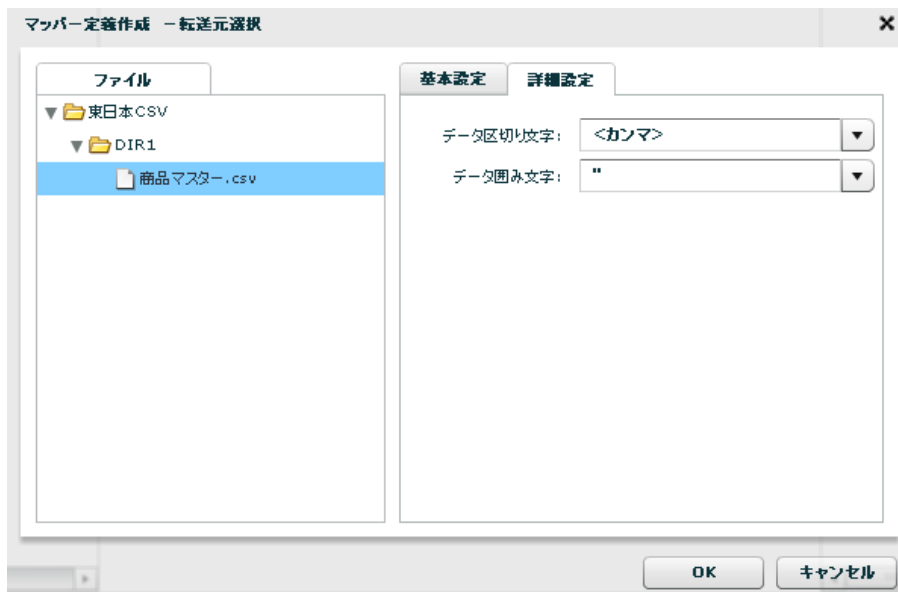 マッパー定義作成 －転送元選択
ファイル
東日本CSV
DIR1
商品マスター.csv
基本設定 詳細設定
データ区切り文字: <カンマ>
データ囲み文字: "
OK キャンセル